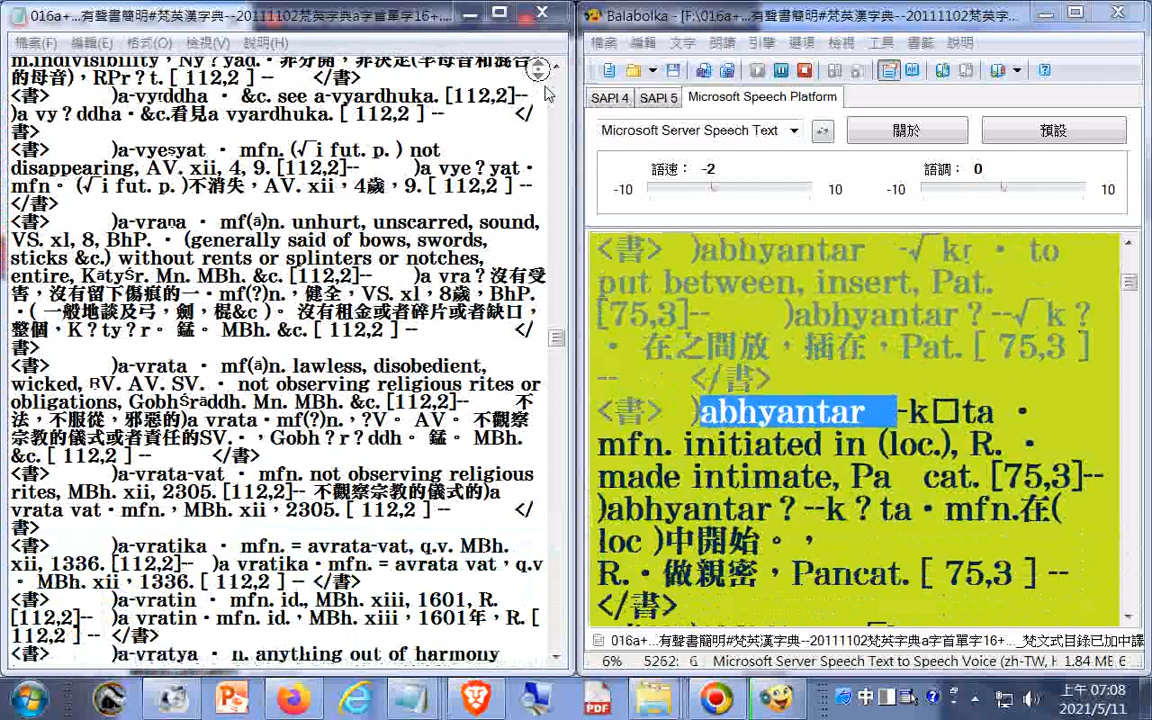 有聲書簡明#梵英漢字典--20111102梵英字典a字首單字16+...
檔案(F) 編輯(E) 格式(O) 檢視(V) 說明(H)
m.indivisibility, Ny?yad.·非分開,非決定(半母音和混合
的母音), RPr?t. [ 112,2 ] -- </書>
<書> )a-vyṛddha · &c. see a-vyardhuka. [112,2]--
)a vy?ddha·&c.看見a vyardhuka. [ 112,2 ] </
書>
<書> )a-vyeṣyat · mfn. (√i fut. p. ) not
disappearing, AV. xii, 4, 9. [112,2]-- )a vye?yat·
mfn。(√i fut. p. )不消失,AV. xii,4歲,9. [ 112,2 ] --
</書>
<書> )a-vraṇa · mf(ā)n. unhurt, unscarred, sound,
VS. xl, 8, BhP. · (generally said of bows, swords,
sticks &c.) without rents or splinters or notches,
entire, KātyŚr. Mn. MBh. &c. [112,2]-- )a vra?沒有受
害,沒有留下傷痕的一·mf(?)n.,健全,VS. xl,8歲,BhP.
·(一般地談及弓,劍,棍&c )。沒有租金或者碎片或者缺口,
整個,K?ty?r。錳。MBh. &c. [ 112,2 ] </
書>
<書> )a-vrata · mf(ā)n. lawless, disobedient,
wicked, RV. AV. SV. · not observing religious rites or
obligations, GobhŚrāddh. Mn. MBh. &c. [112,2]-- 不
法,不服從,邪惡的)a vrata·mf(?)n.,?V。AV。不觀察
宗教的儀式或者責任的SV.·,Gobh?r?ddh。錳。MBh.
&c. [ 112,2 ] </書>
<書> )a-vrata-vat · mfn. not observing religious
rites, MBh. xii, 2305. [112,2]-- 不觀察宗教的儀式的)a
vrata vat·mfn.,MBh. xii,2305. [ 112,2 ] -- </
書>
<書> )a-vratika · mfn. = avrata-vat, q.v. MBh.
xii, 1336. [112,2]-- )a vratika·mfn.= avrata vat,q.v
· MBh. xii,1336. [ 112,2 ] </書>
<書> )a-vratin · mfn. id., MBh. xiii, 1601, R.
[112,2]-- )a vratin·mfn. id.,MBh. xiii,1601年,R. [
112,2 ] -- </書>
<書> )a-vratya · n. anything out of harmony
Balabolka - [F:\016a+...有聲書簡明#梵英漢字典--20111102梵英字...
檔案 編輯 文字 朗讀 引擎 選項 檢視 工具 書籤 說明
SAPI 4 SAPI 5 Microsoft Speech Platform
Microsoft Server Speech Text 關於 預設
語速: -2 語調: 0
-10 10 -10 10
<書> )abhyantar -√kṛ · to
put between, insert, Pat.
[75,3]-- )abhyantar?--√k?
·在之間放,插在,Pat. [ 75,3 ]
-- </書>
<書> )abhyantar -k□ta ·
mfn. initiated in (loc.), R. ·
made intimate, Pa cat. [75,3]--
)abhyantar?--k?ta·mfn.在(
loc )中開始。,
R.·做親密,Pancat. [ 75,3 ] --
</書>
016a+...有聲書簡明#梵英漢字典--20111102梵英字典a字首單字16+..._梵文式目錄已加中譯
6% 5262: Microsoft Server Speech Text to Speech Voice (zh-TW, 1.84 MB
中
上午 07:08
2021/5/11